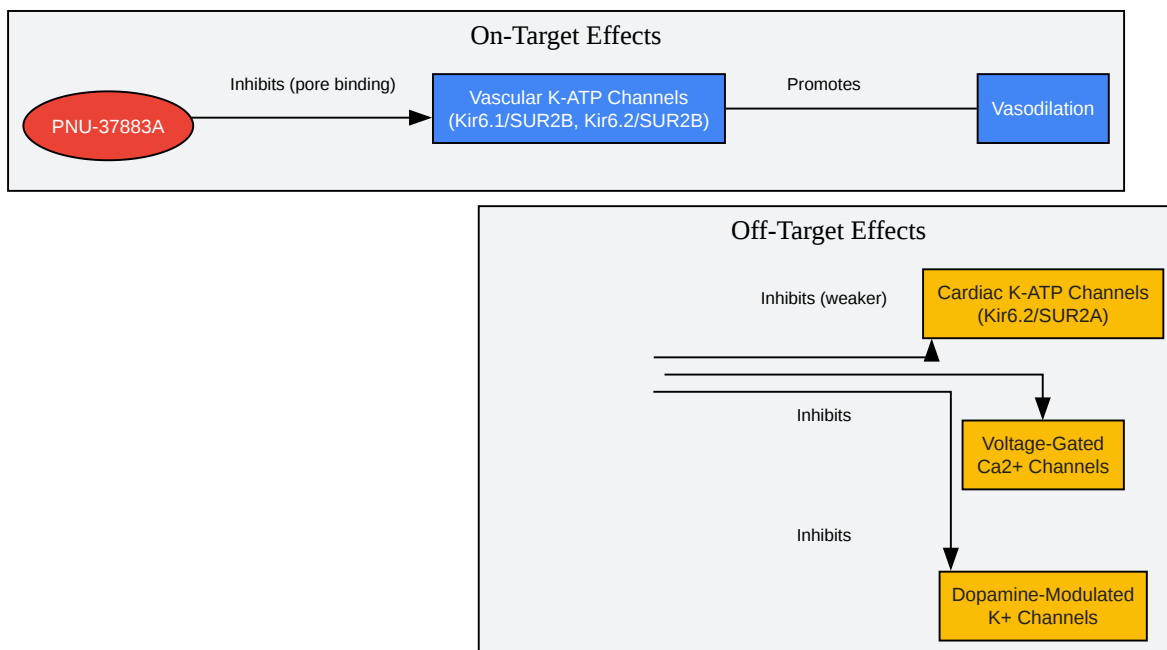 On-Target Effects
Inhibits (pore binding)
Promotes
PNU-37883A
Vascular K-ATP Channels
(Kir6.1/SUR2B, Kir6.2/SUR2B)
Vasodilation
Off-Target Effects
Inhibits (weaker)
Cardiac K-ATP Channels
(Kir6.2/SUR2A)
Inhibits
Voltage-Gated
Ca2+ Channels
Inhibits
Dopamine-Modulated
K+ Channels